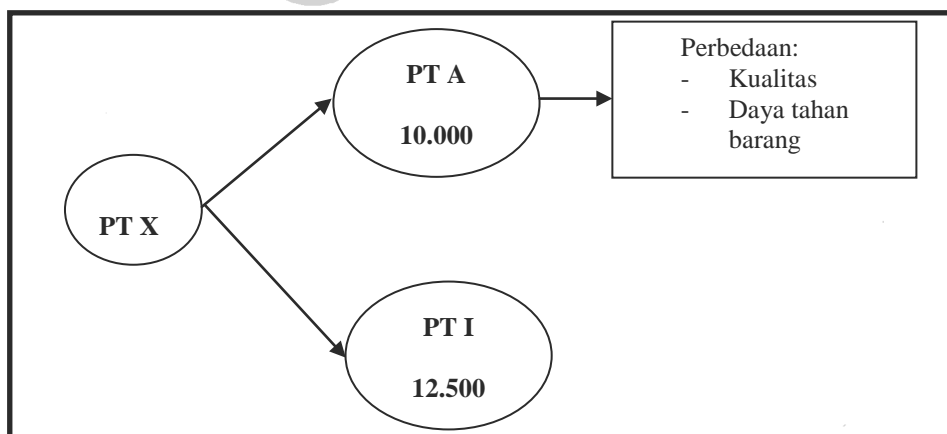 PT X
PT A
10.000
Perbedaan:
- Kualitas
- Daya tahan
barang
PT I
12.500